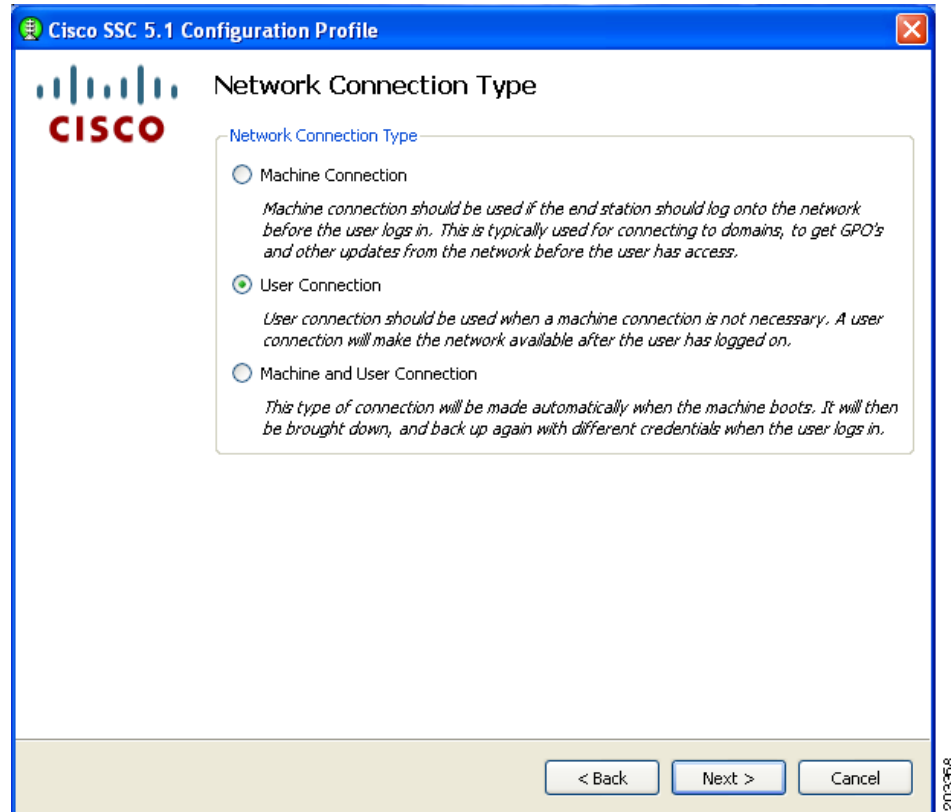 Cisco SSC 5.1 Configuration Profile
CISCO
Network Connection Type
Network Connection Type
Machine Connection
Machine connection should be used if the end station should log onto the network
before the user logs in. This is typically used for connecting to domains, to get GPO's
and other updates from the network before the user has access.
User Connection
User connection should be used when a machine connection is not necessary. A user
connection will make the network available after the user has logged on.
Machine and User Connection
This type of connection will be made automatically when the machine boots. It will then
be brought down, and back up again with different credentials when the user logs in.
< Back
Next >
Cancel